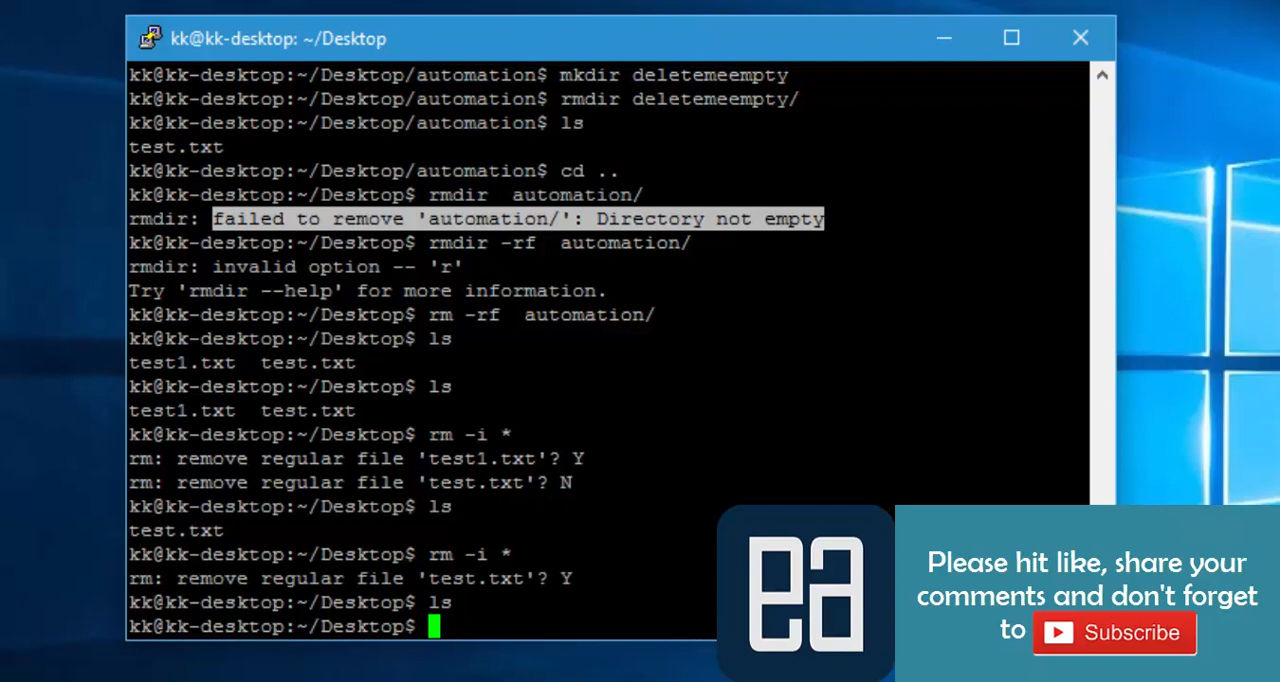 kk@kk-desktop: ~/Desktop
kk@kk-desktop:~/Desktop/automation$ mkdir deletemeempty
kk@kk-desktop:~/Desktop/automation$ rmdir deletemeempty/
kk@kk-desktop:~/Desktop/automation$ ls
test.txt
kk@kk-desktop:~/Desktop/automation$ cd ..
kk@kk-desktop:~/Desktop$ rmdir  automation/
rmdir: failed to remove 'automation/': Directory not empty
kk@kk-desktop:~/Desktop$ rmdir -rf  automation/
rmdir: invalid option -- 'r'
Try 'rmdir --help' for more information.
kk@kk-desktop:~/Desktop$ rm -rf  automation/
kk@kk-desktop:~/Desktop$ ls
test1.txt  test.txt
kk@kk-desktop:~/Desktop$ ls
test1.txt  test.txt
kk@kk-desktop:~/Desktop$ rm -i *
rm: remove regular file 'test1.txt'? Y
rm: remove regular file 'test.txt'? N
kk@kk-desktop:~/Desktop$ ls
test.txt
kk@kk-desktop:~/Desktop$ rm -i *
rm: remove regular file 'test.txt'? Y
kk@kk-desktop:~/Desktop$ ls
kk@kk-desktop:~/Desktop$
ea
Please hit like, share your
comments and don't forget
to Subscribe